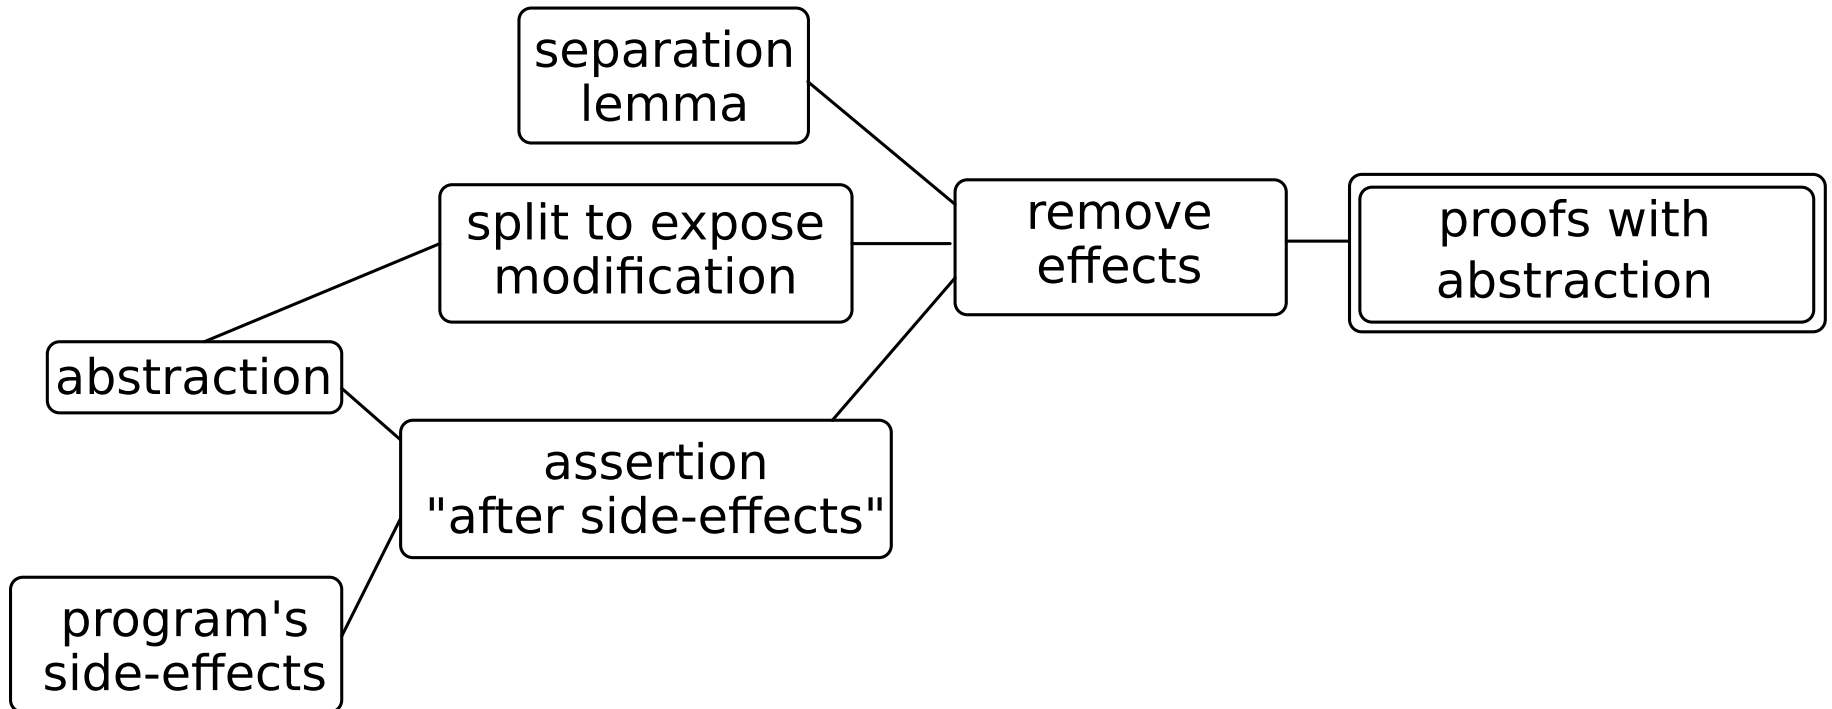 separation
lemma
split to expose
modification
remove
effects
proofs with
abstraction
abstraction
assertion
"after side-effects"
program's
side-effects